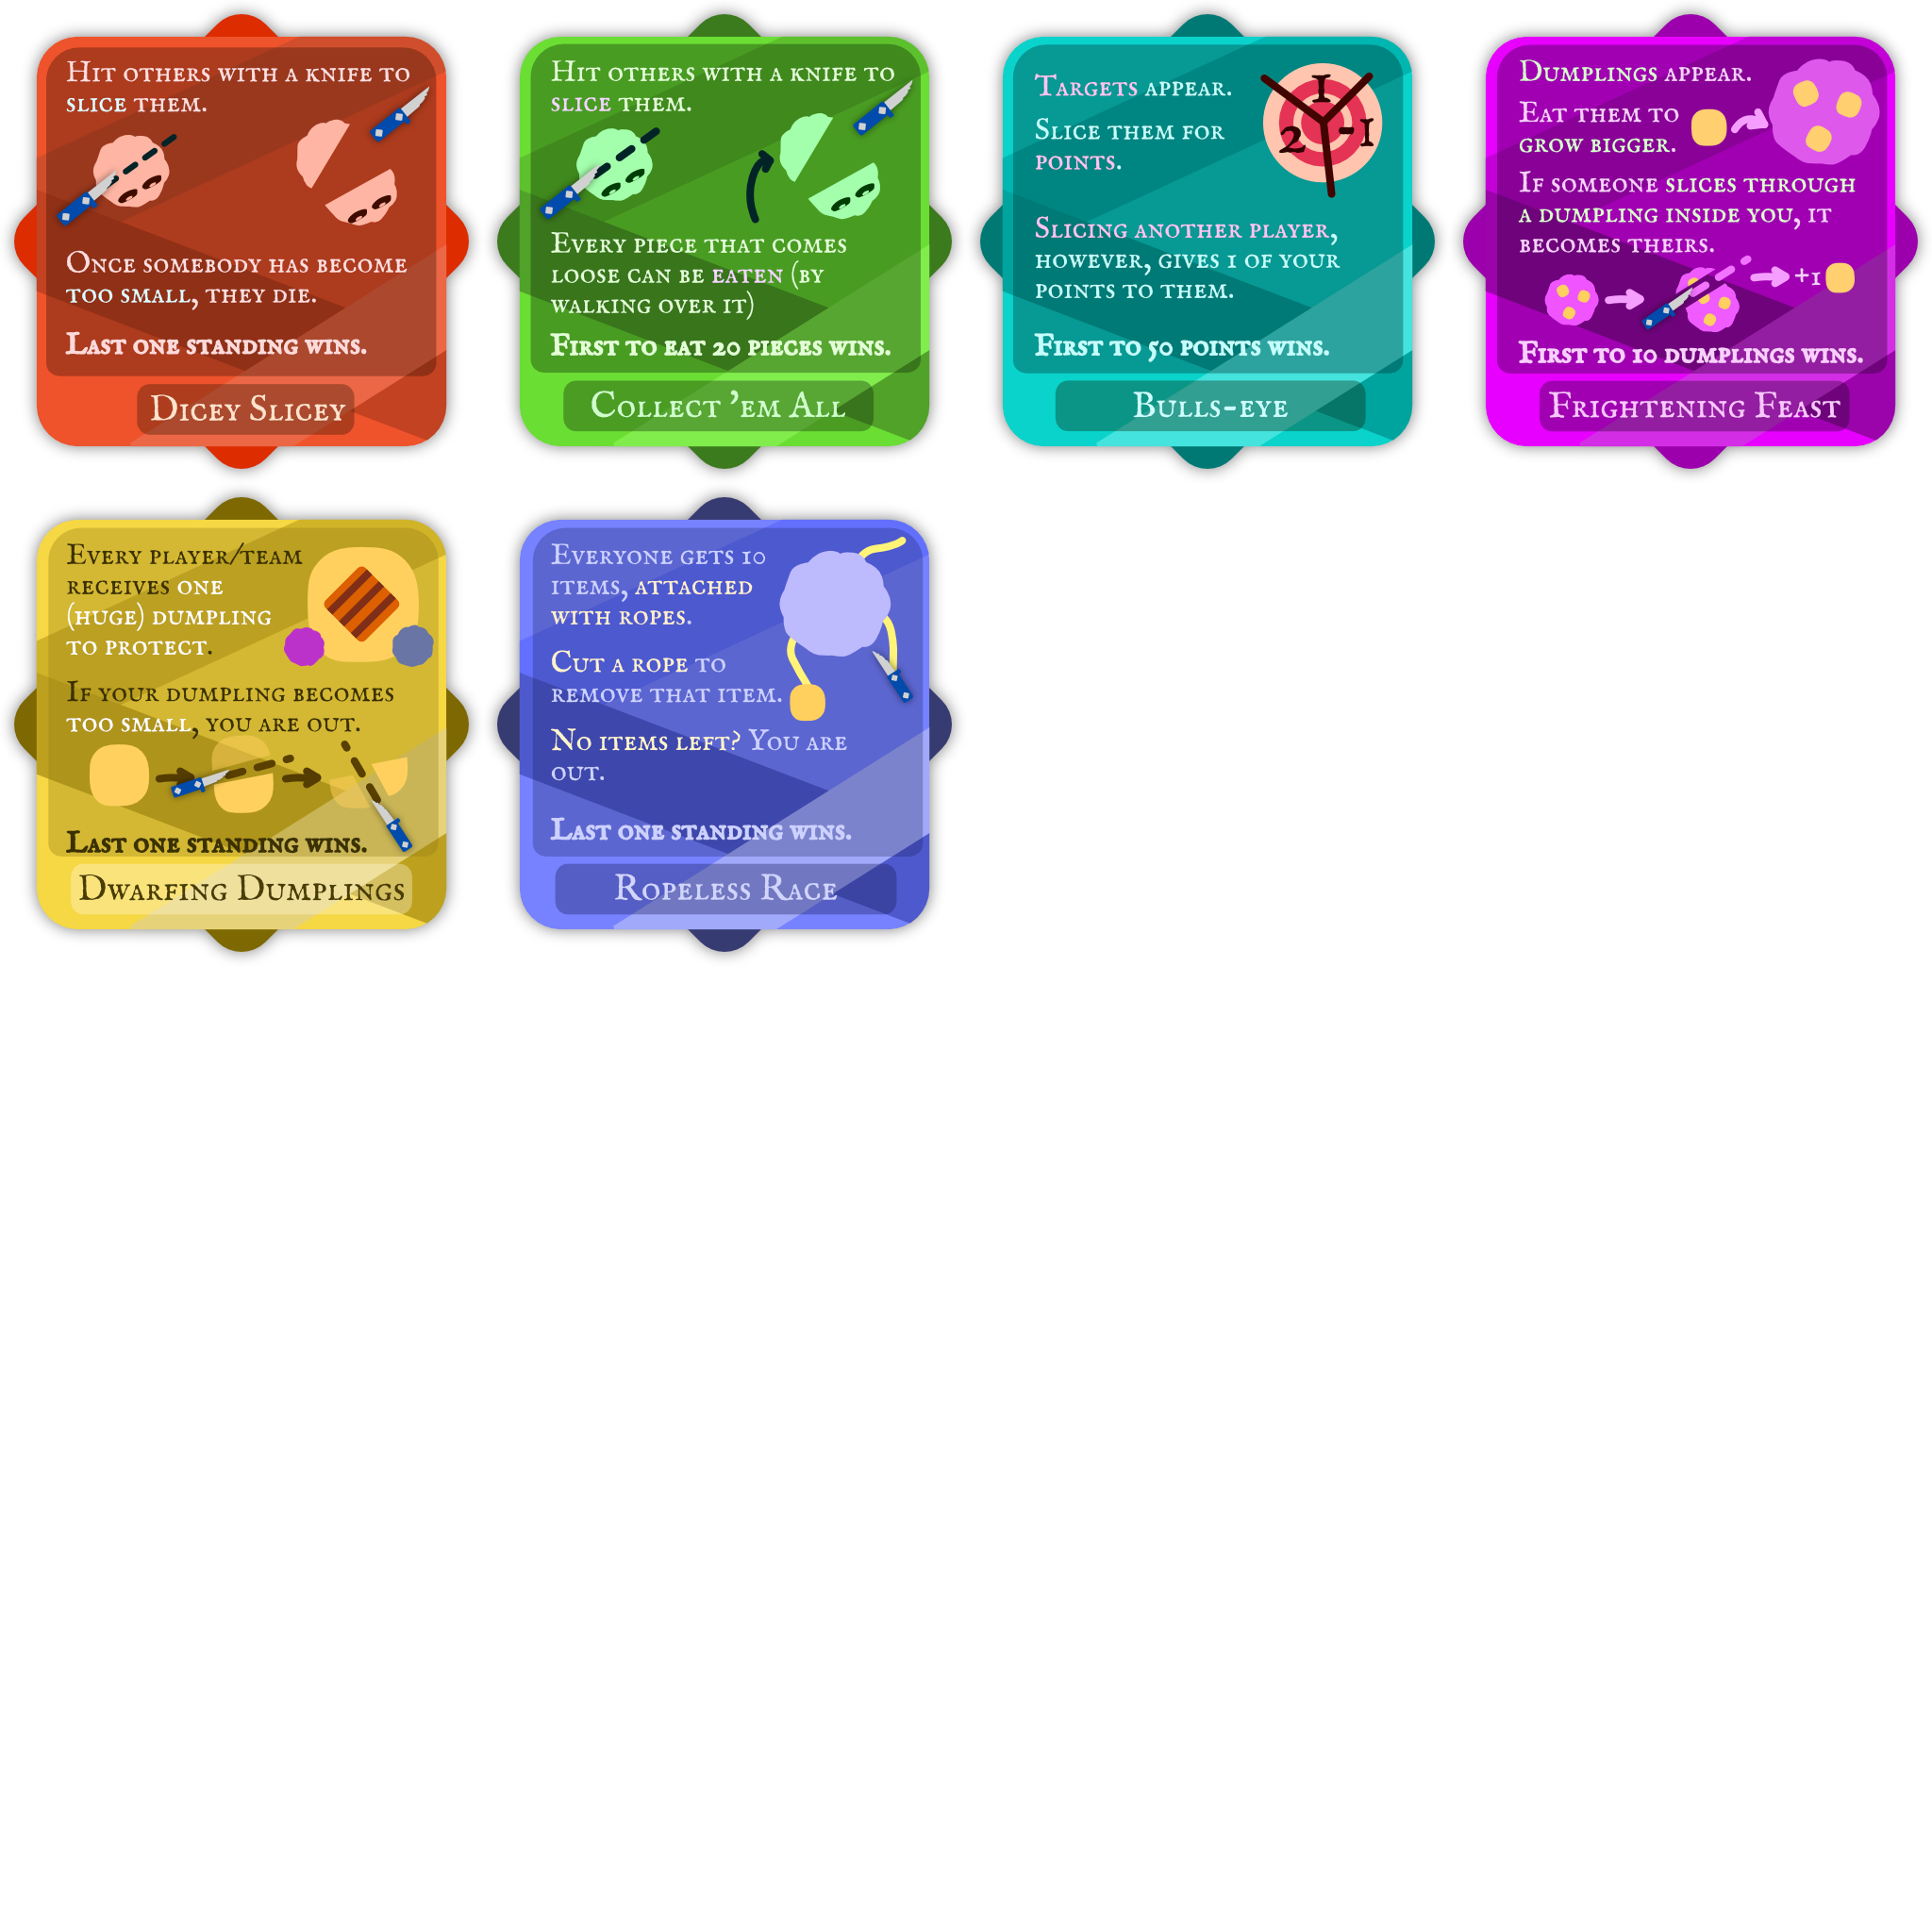 Hit others with a knife to
slice them.
Once somebody has become
too small, they die.
Last one standing wins.
Dicey Slicey
Hit others with a knife to
slice them.
Every piece that comes
loose can be eaten (by
walking over it)
First to eat 20 pieces wins.
Collect 'em All
Targets appear.
Slice them for
points.
1
2 -1
Slicing another player,
however, gives 1 of your
points to them.
First to 50 points wins.
Bulls-eye
Dumplings appear.
Eat them to
grow bigger.
If someone slices through
a dumpling inside you, it
becomes theirs.
+1
First to 10 dumplings wins.
Frightening Feast
Every player/team
receives one
(huge) dumpling
to protect.
If your dumpling becomes
too small, you are out.
Last one standing wins.
Dwarfing Dumplings
Everyone gets 10
items, attached
with ropes.
Cut a rope to
remove that item.
No items left? You are
out.
Last one standing wins.
Ropeless Race